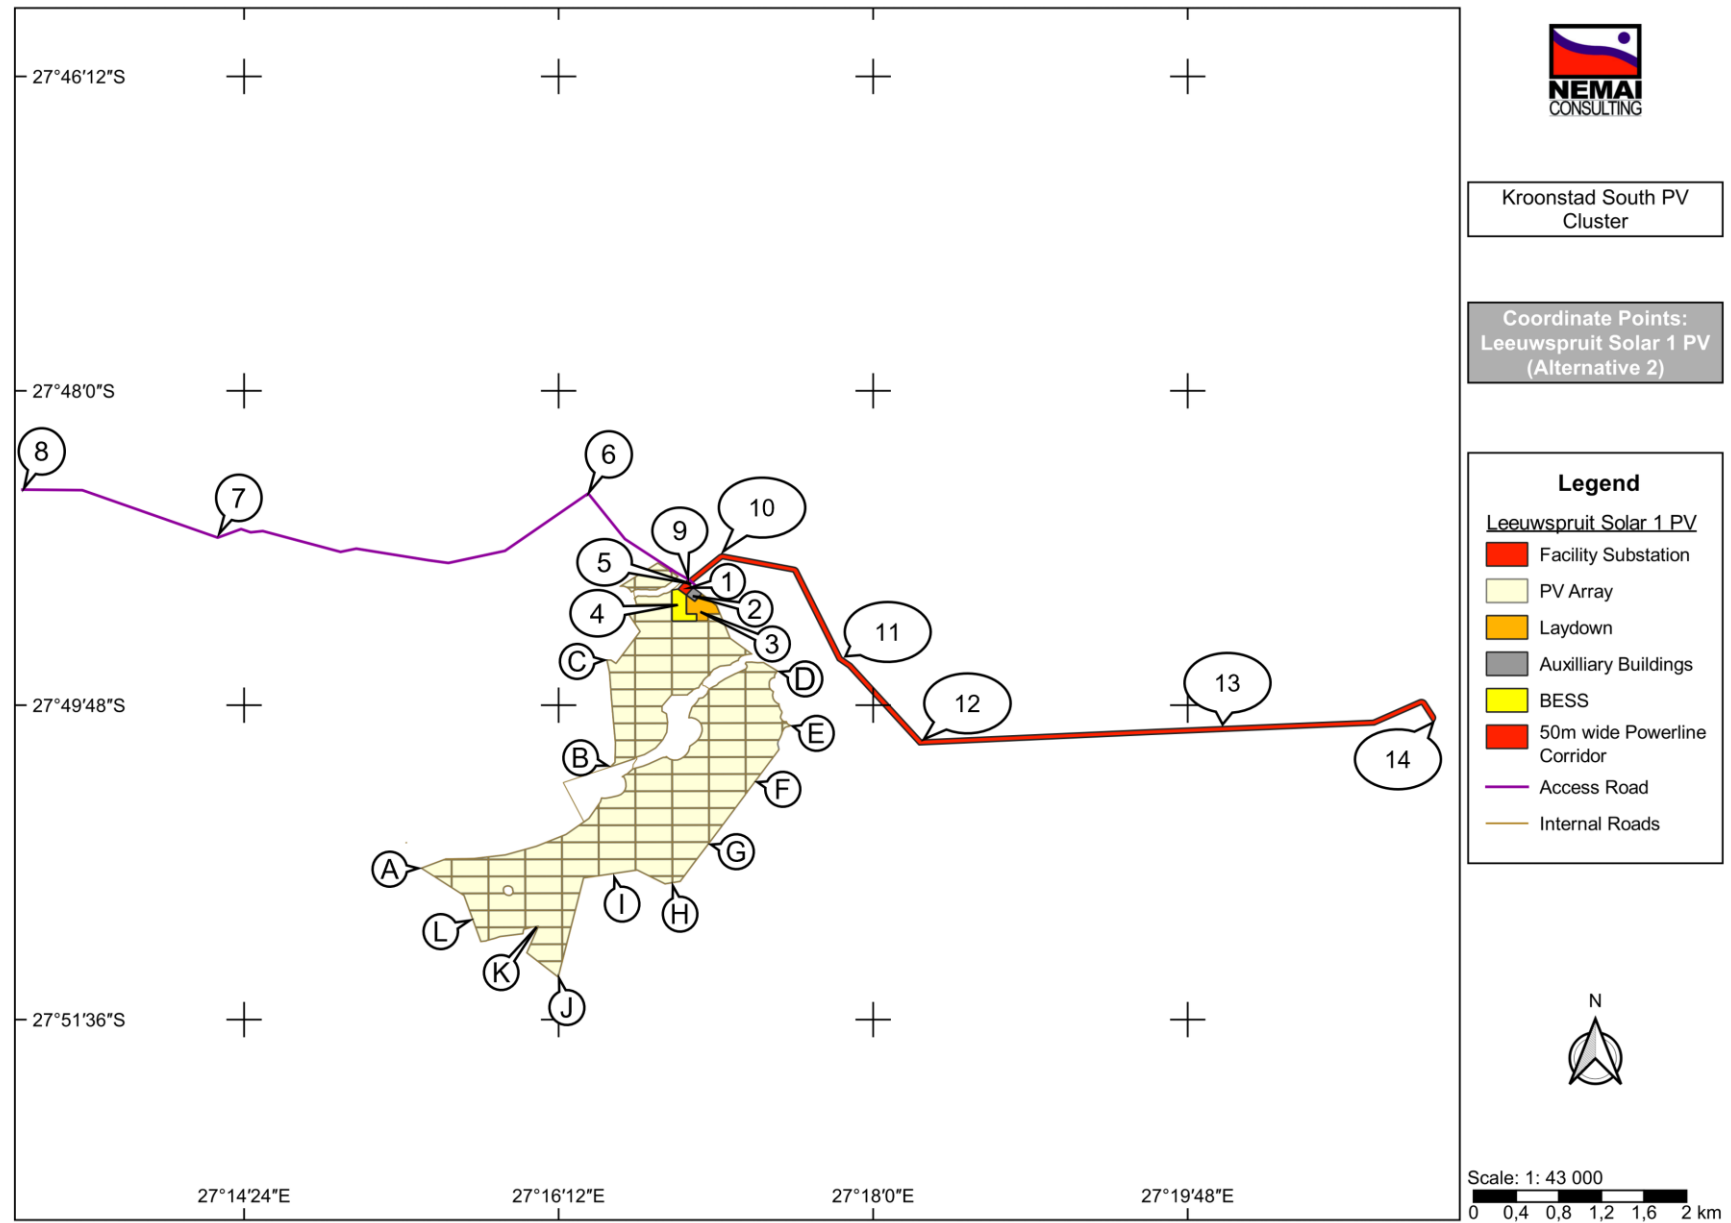 27°46'12"S
27°48'0"S
27°49'48"S
27°51'36"S
27°14'24"E
27°16'12"E
27°18'0"E
27°19'48"E
8
7
6
10
9
5
1
2
4
3
11
C
D
13
12
E
B
14
F
G
A
I
H
L
K
J
NEMAI
CONSULTING
Kroonstad South PV
Cluster
Coordinate Points:
Leeuwspruit Solar 1 PV
(Alternative 2)
Legend
Leeuwspruit Solar 1 PV
Facility Substation
PV Array
Laydown
Auxilliary Buildings
BESS
50m wide Powerline
Corridor
Access Road
Internal Roads
N
Scale: 1: 43 000
0 0,4 0,8 1,2 1,6 2 km